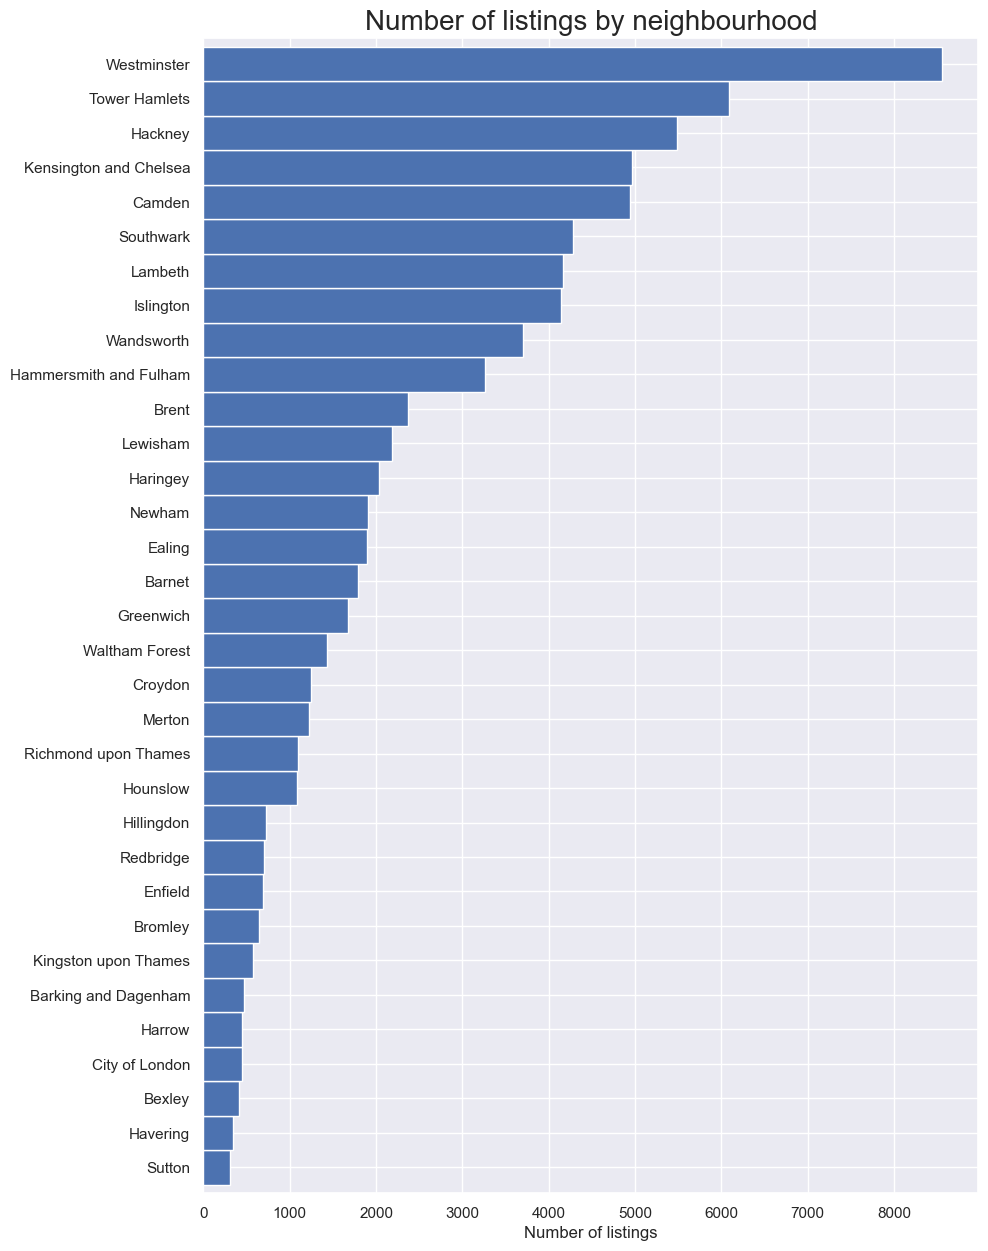 Number of listings by neighbourhood
Westminster
Tower Hamlets
Hackney
Kensington and Chelsea
Camden
Southwark
Lambeth
Islington
Wandsworth
Hammersmith and Fulham
Brent
Lewisham
Haringey
Newham
Ealing
Barnet
Greenwich
Waltham Forest
Croydon
Merton
Richmond upon Thames
Hounslow
Hillingdon
Redbridge
Enfield
Bromley
Kingston upon Thames
Barking and Dagenham
Harrow
City of London
Bexley
Havering
Sutton
0 1000 2000 3000 4000 5000 6000 7000 8000
Number of listings